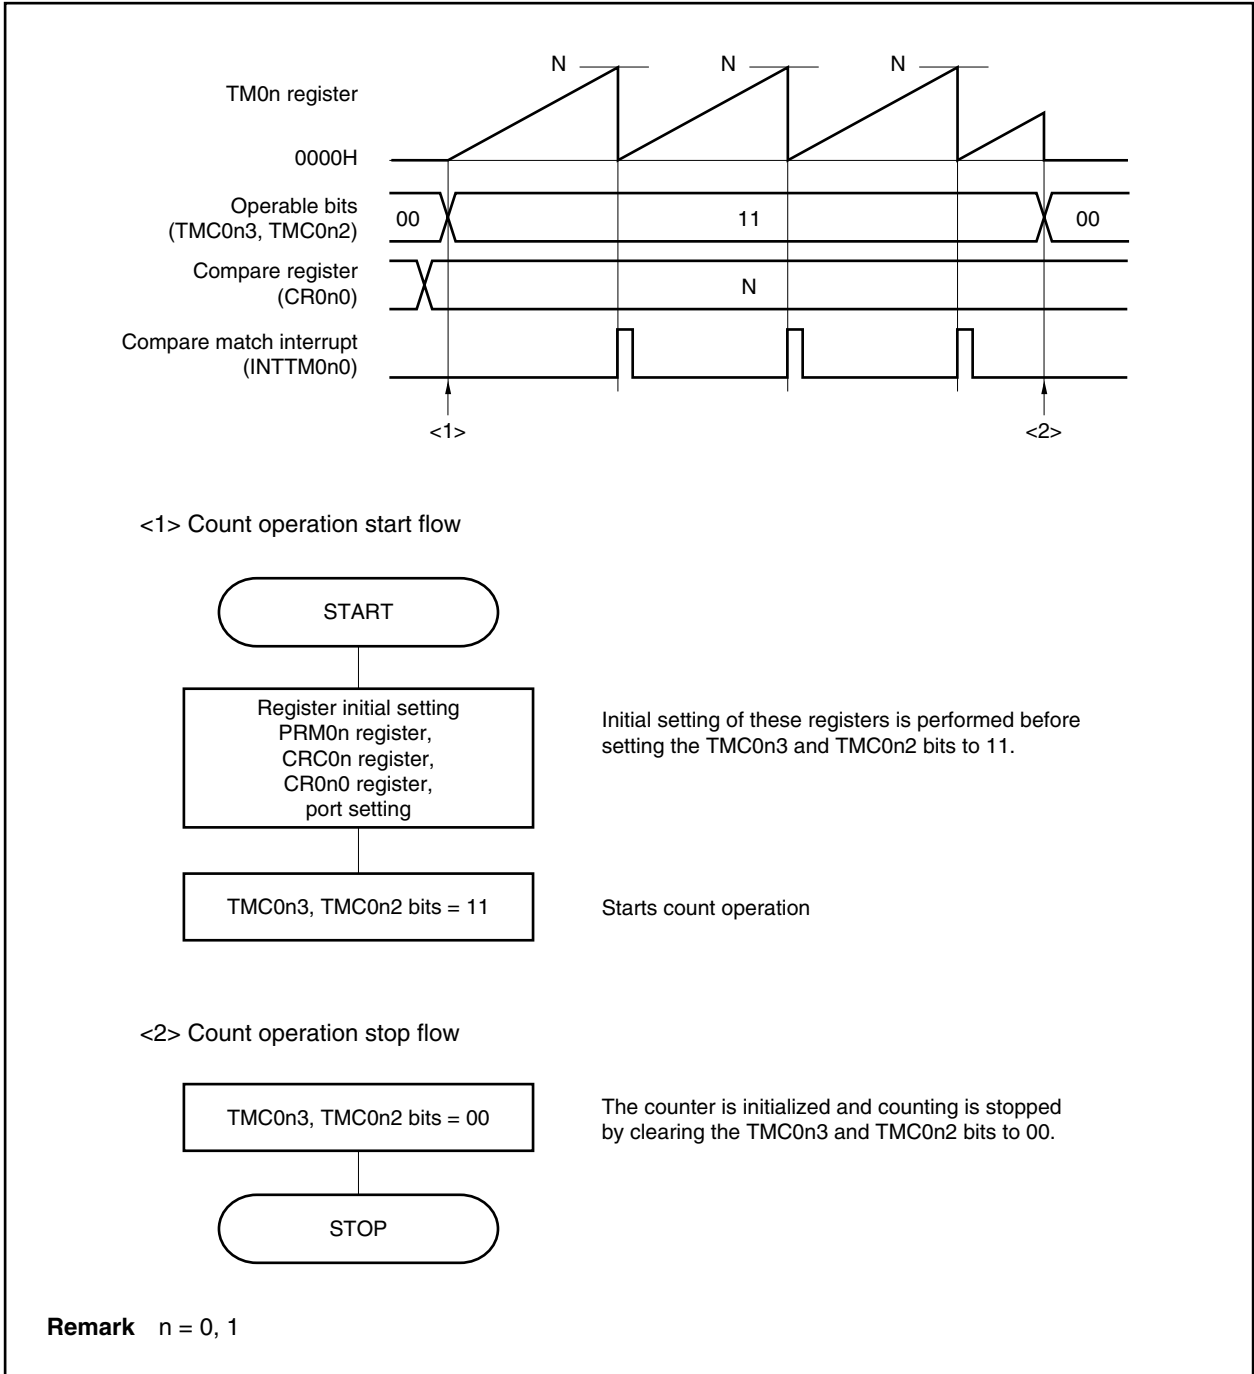 N N N
TM0n register
0000H
Operable bits
(TMC0n3, TMC0n2)
00 11 00
Compare register
(CR0n0)
N
Compare match interrupt
(INTTM0n0)
<1> <2>
<1> Count operation start flow
START
Register initial setting
PRM0n register,
CRC0n register,
CR0n0 register,
port setting
Initial setting of these registers is performed before
setting the TMC0n3 and TMC0n2 bits to 11.
TMC0n3, TMC0n2 bits = 11
Starts count operation
<2> Count operation stop flow
TMC0n3, TMC0n2 bits = 00
The counter is initialized and counting is stopped
by clearing the TMC0n3 and TMC0n2 bits to 00.
STOP
Remark n = 0, 1